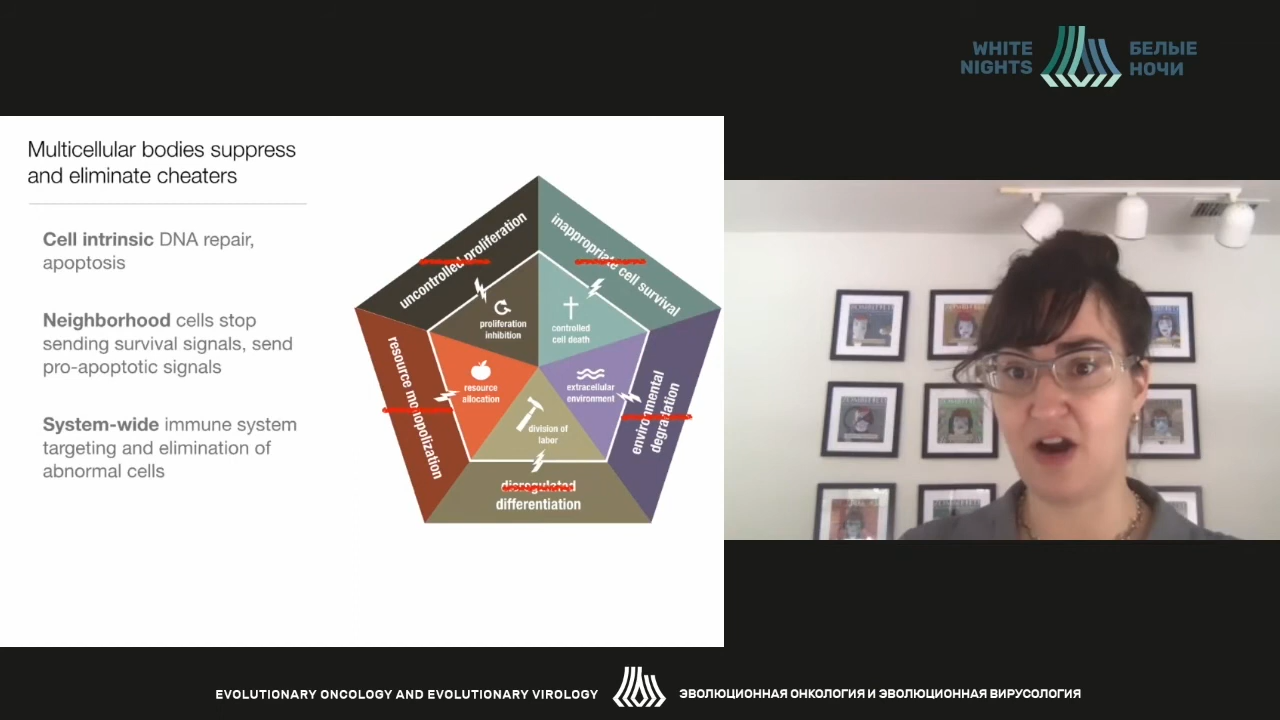 WHITE
NIGHTS
БЕЛЫЕ
НОЧИ
Multicellular bodies suppress
and eliminate cheaters
Cell intrinsic DNA repair,
apoptosis
Neighborhood cells stop
sending survival signals, send
pro-apoptotic signals
System-wide immune system
targeting and elimination of
abnormal cells
uncontrolled proliferation
inappropriate cell survival
proliferation
inhibition
controlled
cell death
resource monopolization
resource
allocation
extracellular
environment
environmental
degradation
division of
labor
disregulated
differentiation
EVOLUTIONARY ONCOLOGY AND EVOLUTIONARY VIROLOGY
ЭВОЛЮЦИОННАЯ ОНКОЛОГИЯ И ЭВОЛЮЦИОННАЯ ВИРУСОЛОГИЯ